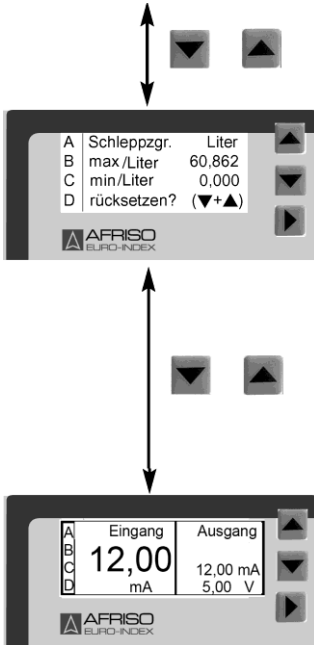 A Schleppzgr. Liter
B max/Liter 60,862
C min/Liter 0,000
D rücksetzen? (▼+▲)
AFRISO
EURO-INDEX
A Eingang Ausgang
B
12,00
C 12,00 mA
D mA 5,00 V
AFRISO
EURO-INDEX